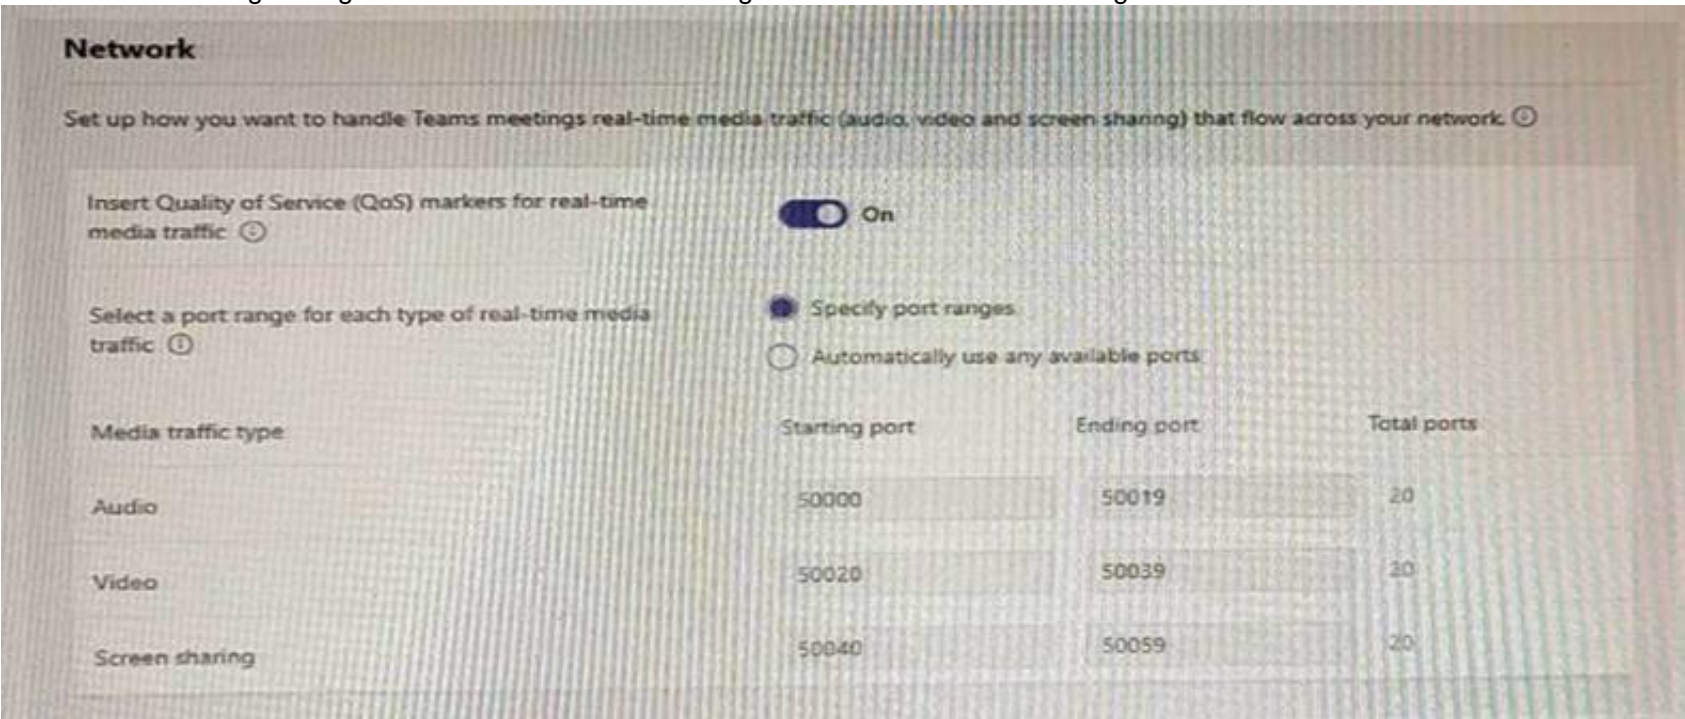 Network
Set up how you want to handle Teams meetings real-time media traffic (audio, video and screen sharing) that flow across your network.
Insert Quality of Service (QoS) markers for real-time
media traffic
On
Select a port range for each type of real-time media
traffic
Specify port ranges
Automatically use any available ports
Media traffic type Starting port Ending port Total ports
Audio 50000 50019 20
Video 50020 50039 20
Screen sharing 50040 50059 20